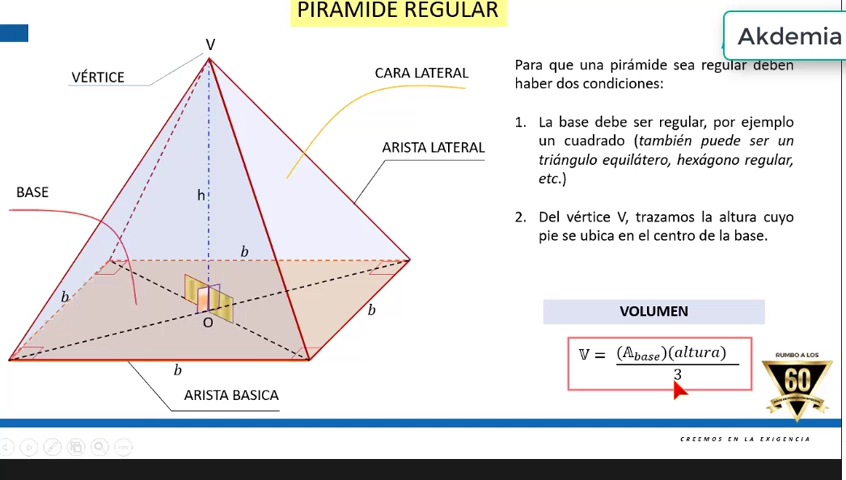 PIRAMIDE REGULAR
Akdemia
V
VÉRTICE
CARA LATERAL
ARISTA LATERAL
BASE
h
b
b
b
O
b
ARISTA BASICA
Para que una pirámide sea regular deben
haber dos condiciones:
1. La base debe ser regular, por ejemplo
un cuadrado (también puede ser un
triángulo equilátero, hexágono regular,
etc.)
2. Del vértice V, trazamos la altura cuyo
pie se ubica en el centro de la base.
VOLUMEN
𝕍 = (𝔸base)(altura)
3
RUMBO A LOS
60
CREEMOS EN LA EXIGENCIA